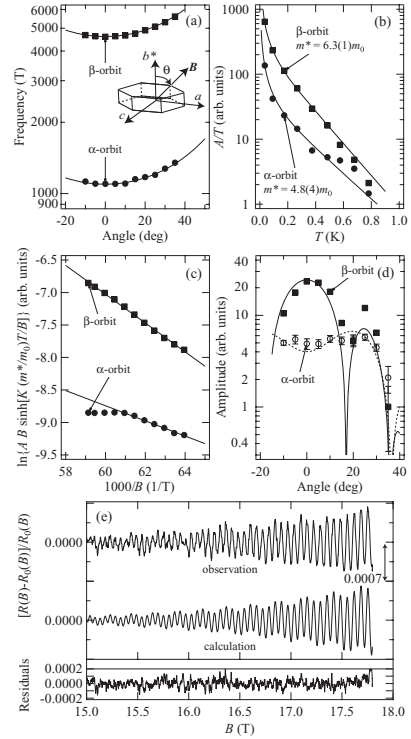 (a)
Frequency (T)
5000
4000
2000
1000
900
β-orbit
α-orbit
b*
θ
B
a
c
-20 0 20 40
Angle (deg)
(b)
A/T (arb. units)
1000
100
10
1
β-orbit
m* = 6.3(1)m0
α-orbit
m* = 4.8(4)m0
0.0 0.2 0.4 0.6 0.8 1.0
T (K)
(c)
ln{A B sinh[K (m*/m0)T/B]} (arb. units)
-6.5
-7.0
-7.5
-8.0
-8.5
-9.0
-9.5
β-orbit
α-orbit
58 60 62 64
1000/B (1/T)
(d)
Amplitude (arb. units)
40
20
10
8
6
4
2
1
0.8
0.4
β-orbit
α-orbit
-20 0 20 40
Angle (deg)
(e)
[R(B)-R0(B)]/R0(B)
0.0000
observation
0.0007
0.0000
calculation
Residuals
0.0002
0.0000
-0.0002
15.0 15.5 16.0 16.5 17.0 17.5 18.0
B (T)